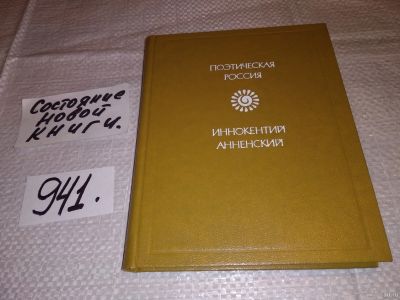 Состояние
новой
книги.
941.
ПОЭТИЧЕСКАЯ
РОССИЯ
ИННОКЕНТИЙ
АННЕНСКИЙ